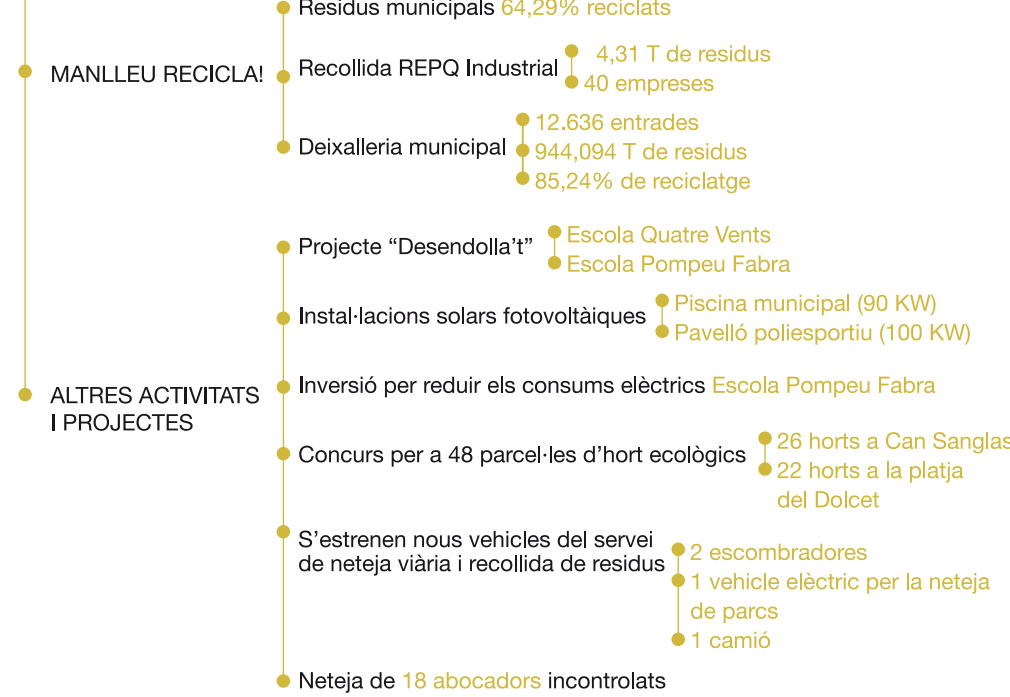 Residus municipals 64,29% reciclats
MANLLEU RECICLA!
Recollida REPQ Industrial
4,31 T de residus
40 empreses
Deixalleria municipal
12.636 entrades
944,094 T de residus
85,24% de reciclatge
ALTRES ACTIVITATS
I PROJECTES
Projecte “Desendolla’t”
Escola Quatre Vents
Escola Pompeu Fabra
Instal·lacions solars fotovoltàiques
Piscina municipal (90 KW)
Pavelló poliesportiu (100 KW)
Inversió per reduir els consums elèctrics Escola Pompeu Fabra
Concurs per a 48 parcel·les d’hort ecològics
26 horts a Can Sanglas
22 horts a la platja
del Dolcet
S’estrenen nous vehicles del servei
de neteja viària i recollida de residus
2 escombradores
1 vehicle elèctric per la neteja
de parcs
1 camió
Neteja de 18 abocadors incontrolats